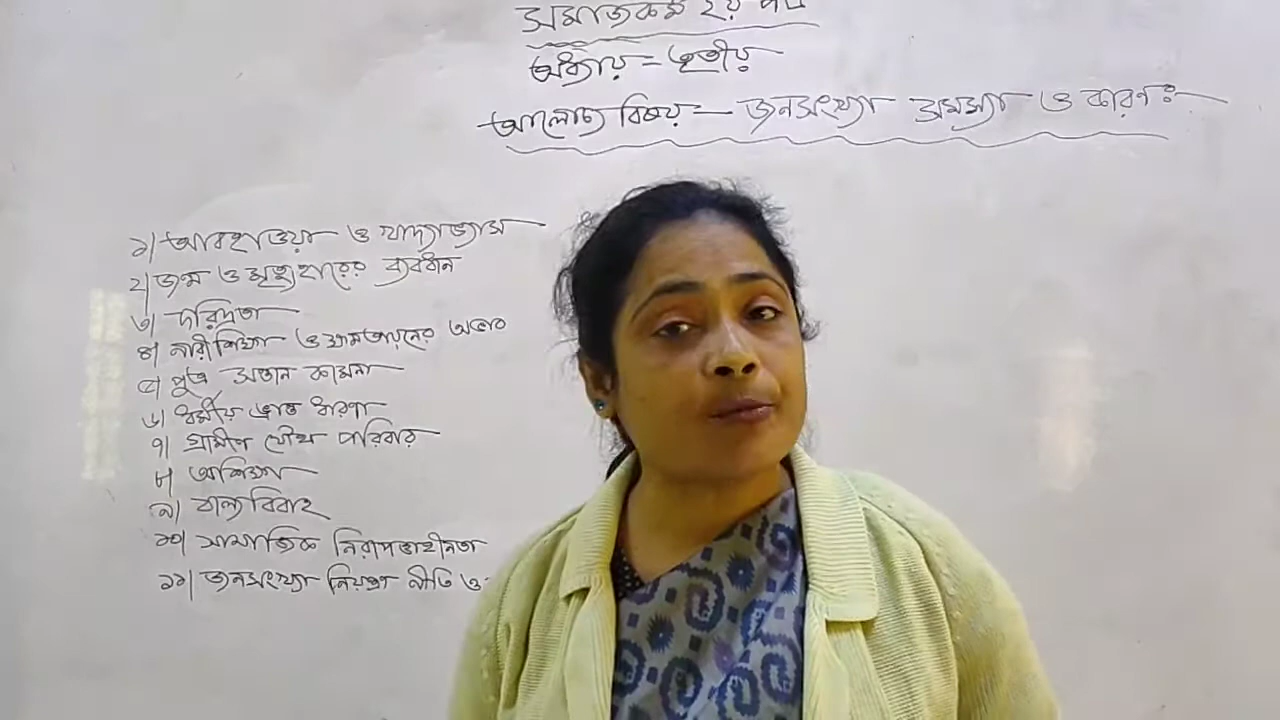 সমাজকর্ম ২য় পত্র
অধ্যায় = তৃতীয়
আলোচ্য বিষয় — জনসংখ্যা সমস্যা ও কারণঃ
১| আবহাওয়া ও খাদ্যাভ্যাস
২| জন্ম ও মৃত্যুহারের ব্যবধান
৩| দরিদ্রতা
৪| নারীশিক্ষা ও ক্ষমতায়নের অভাব
৫| পুত্র সন্তান কামনা
৬| ধর্মীয় ভ্রান্ত ধারণা
৭| গ্রামীণ যৌথ পরিবার
৮| অশিক্ষা
৯| বাল্যবিবাহ
১০| সামাজিক নিরাপত্তাহীনতা
১১| জনসংখ্যা নিয়ন্ত্রণ নীতি ও